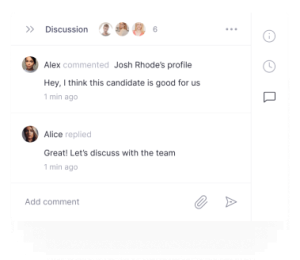 Discussion 6
Alex commented Josh Rhode's profile
Hey, I think this candidate is good for us
1 min ago
Alice replied
Great! Let's discuss with the team
1 min ago
Add comment